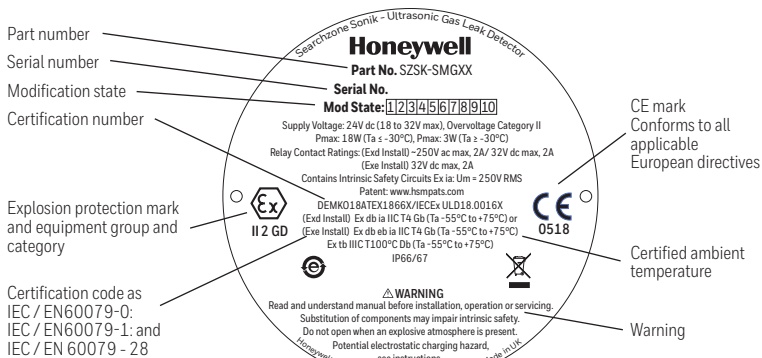 Searchzone Sonik - Ultrasonic Gas Leak Detector
Honeywell
Part No. SZSK-SMGXX
Serial No.
Mod State: 1 2 3 4 5 6 7 8 9 10
Supply Voltage: 24V dc (18 to 32V max), Overvoltage Category II
Pmax: 18W (Ta ≤ -30°C), Pmax: 3W (Ta ≥ -30°C)
Relay Contact Ratings: (Exd Install) ~250V ac max, 2A/ 32V dc max, 2A
(Exe Install) 32V dc max, 2A
Contains Intrinsic Safety Circuits Ex ia: Um = 250V RMS
Patent: www.hsmpats.com
DEMKO18ATEX1866X/IECEx ULD18.0016X
(Exd Install) Ex db ia IIC T4 Gb (Ta -55°C to +75°C) or
(Exe Install) Ex db eb ia IIC T4 Gb (Ta -55°C to +75°C)
Ex tb IIIC T100°C Db (Ta -55°C to +75°C)
IP66/67
Ex
II 2 GD
CE
0518
e
⚠WARNING
Read and understand manual before installation, operation or servicing.
Substitution of components may impair intrinsic safety.
Do not open when an explosive atmosphere is present.
Potential electrostatic charging hazard,
see instructions
Honeywell
made in UK
Part number
Serial number
Modification state
Certification number
Explosion protection mark
and equipment group and
category
Certification code as
IEC / EN60079-0:
IEC / EN60079-1: and
IEC / EN 60079 - 28
CE mark
Conforms to all
applicable
European directives
Certified ambient
temperature
Warning